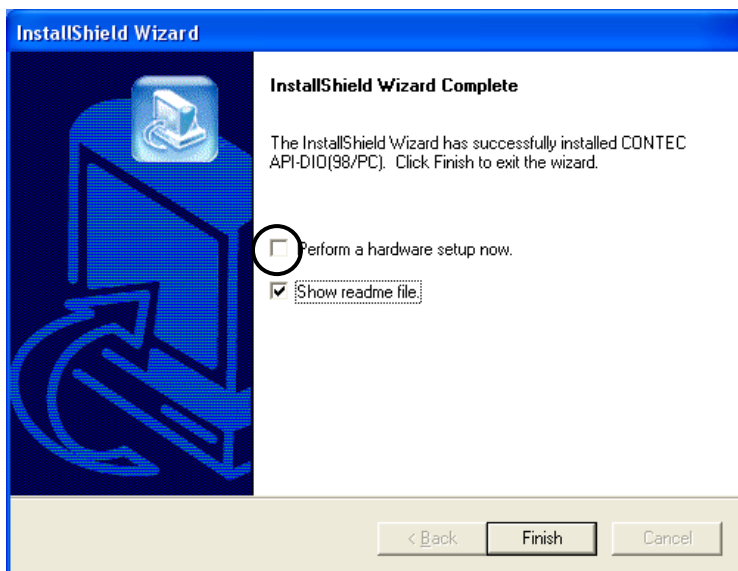 InstallShield Wizard
InstallShield Wizard Complete
The InstallShield Wizard has successfully installed CONTEC
API-DIO(98/PC). Click Finish to exit the wizard.
Perform a hardware setup now.
Show readme file.
< Back
Finish
Cancel